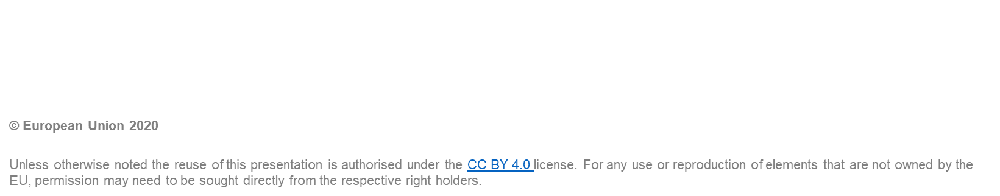 © European Union 2020
Unless otherwise noted the reuse of this presentation is authorised under the CC BY 4.0 license. For any use or reproduction of elements that are not owned by the
EU, permission may need to be sought directly from the respective right holders.